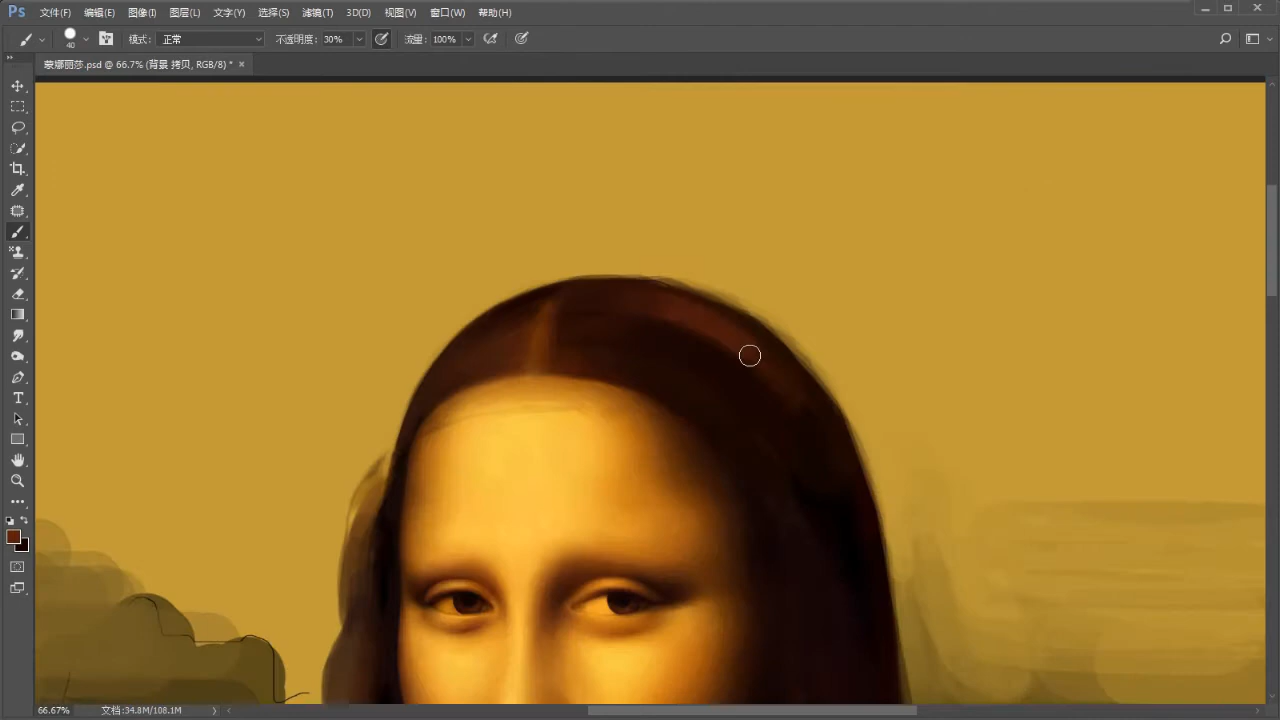 Ps 文件(F) 编辑(E) 图像(I) 图层(L) 文字(Y) 选择(S) 滤镜(T) 3D(D) 视图(V) 窗口(W) 帮助(H)
40 模式: 正常 不透明度: 30% 流量: 100%
蒙娜丽莎.psd @ 66.7% (背景 拷贝, RGB/8) *
66.67% 文档:34.8M/108.1M